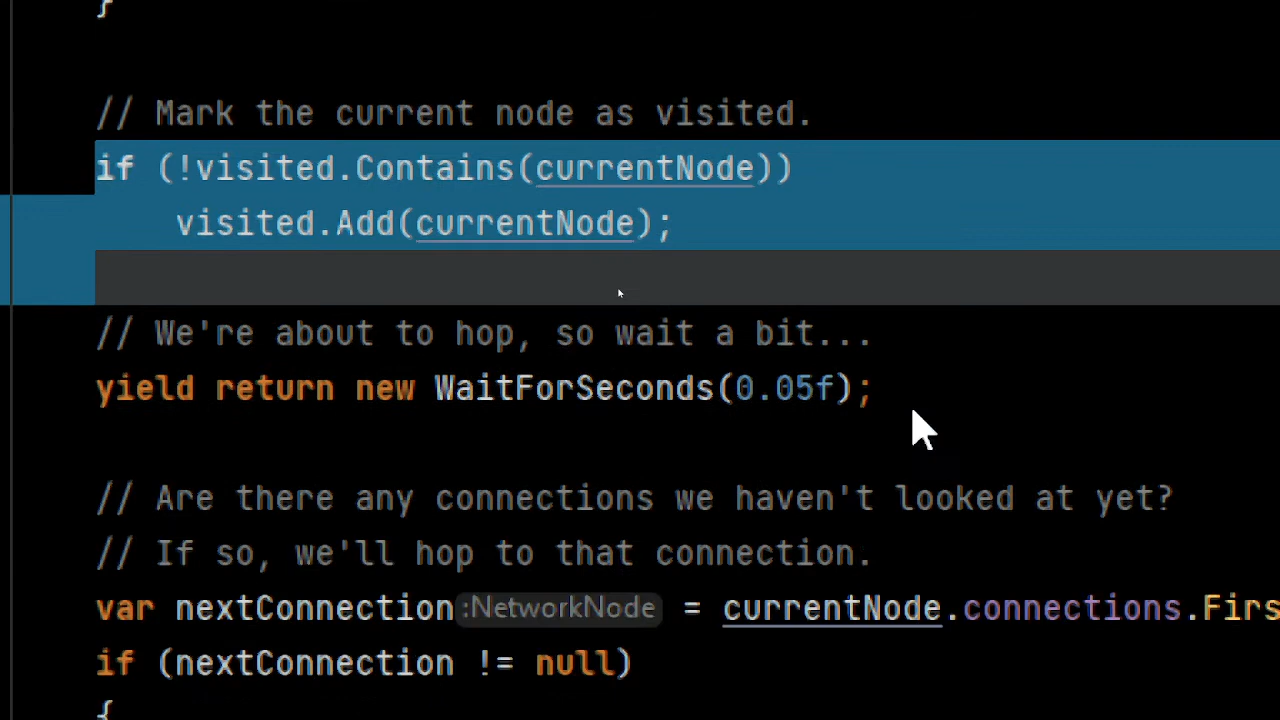 }
// Mark the current node as visited.
if (!visited.Contains(currentNode))
visited.Add(currentNode);
// We're about to hop, so wait a bit...
yield return new WaitForSeconds(0.05f);
// Are there any connections we haven't looked at yet?
// If so, we'll hop to that connection.
var nextConnection :NetworkNode = currentNode.connections.Firs
if (nextConnection != null)
{